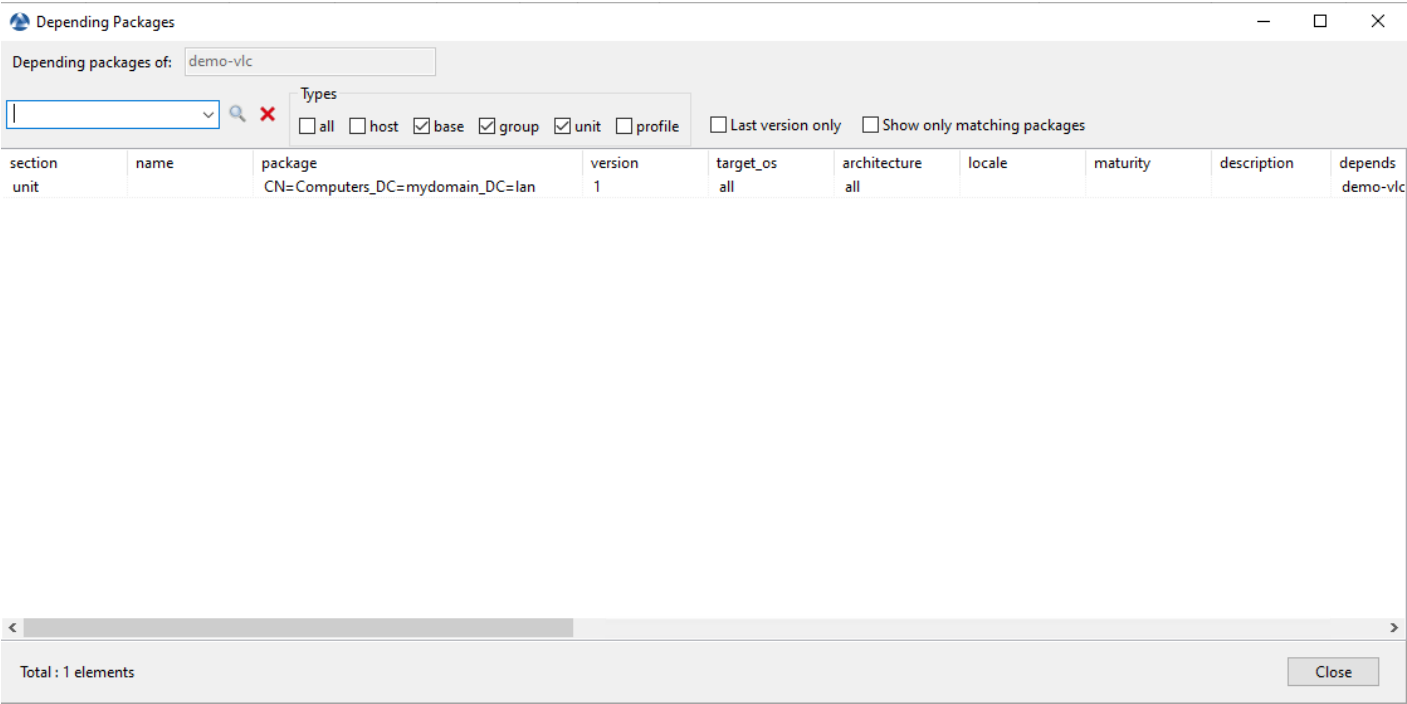 Depending Packages
Depending packages of: demo-vlc
Types
all host base group unit profile Last version only Show only matching packages
section name package version target_os architecture locale maturity description depends
unit CN=Computers_DC=mydomain_DC=lan 1 all all demo-vlc
Total : 1 elements Close